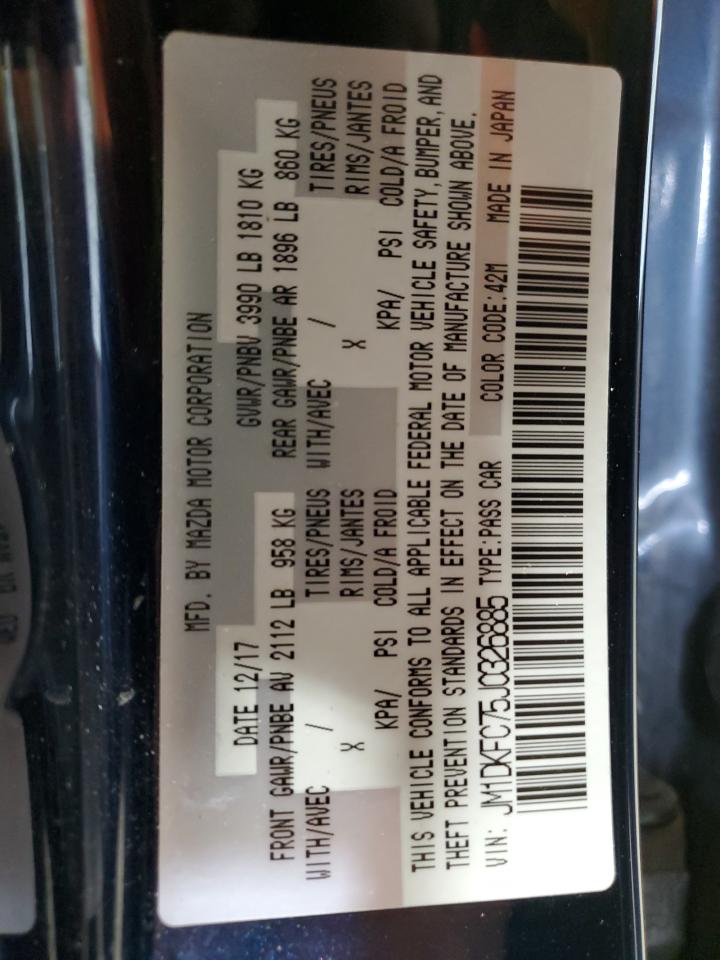 MFD. BY MAZDA MOTOR CORPORATION
DATE 12/17 GVWR/PNBV 3990 LB 1810 KG
FRONT GAWR/PNBE AV 2112 LB 958 KG REAR GAWR/PNBE AR 1896 LB 860 KG
WITH/AVEC / TIRES/PNEUS WITH/AVEC / TIRES/PNEUS
X RIMS/JANTES X RIMS/JANTES
KPA/ PSI COLD/A FROID KPA/ PSI COLD/A FROID
THIS VEHICLE CONFORMS TO ALL APPLICABLE FEDERAL MOTOR VEHICLE SAFETY, BUMPER, AND
THEFT PREVENTION STANDARDS IN EFFECT ON THE DATE OF MANUFACTURE SHOWN ABOVE.
VIN: JM1DKFC75J0326885 TYPE:PASS CAR COLOR CODE:42M MADE IN JAPAN